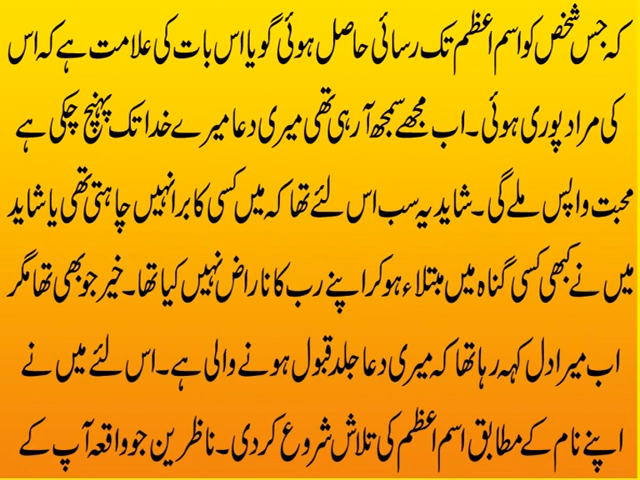 کہ جس شخص کو اسم اعظم تک رسائی حاصل ہوئی گویا اس بات کی علامت ہے کہ اس
کی مراد پوری ہوئی۔ اب مجھے سمجھ آ رہی تھی میری دعا میرے خدا تک پہنچ چکی ہے
محبت واپس ملے گی۔ شاید یہ سب اس لئے تھا کہ میں کسی کا برا نہیں چاہتی تھی یا شاید
میں نے کبھی کسی گناہ میں مبتلاء ہو کر اپنے رب کا ناراض نہیں کیا تھا۔ خیر جو بھی تھا مگر
اب میرا دل کہہ رہا تھا کہ میری دعا جلد قبول ہونے والی ہے۔ اس لئے میں نے
اپنے نام کے مطابق اسم اعظم کی تلاش شروع کر دی۔ ناظرین جو واقعہ آپ کے